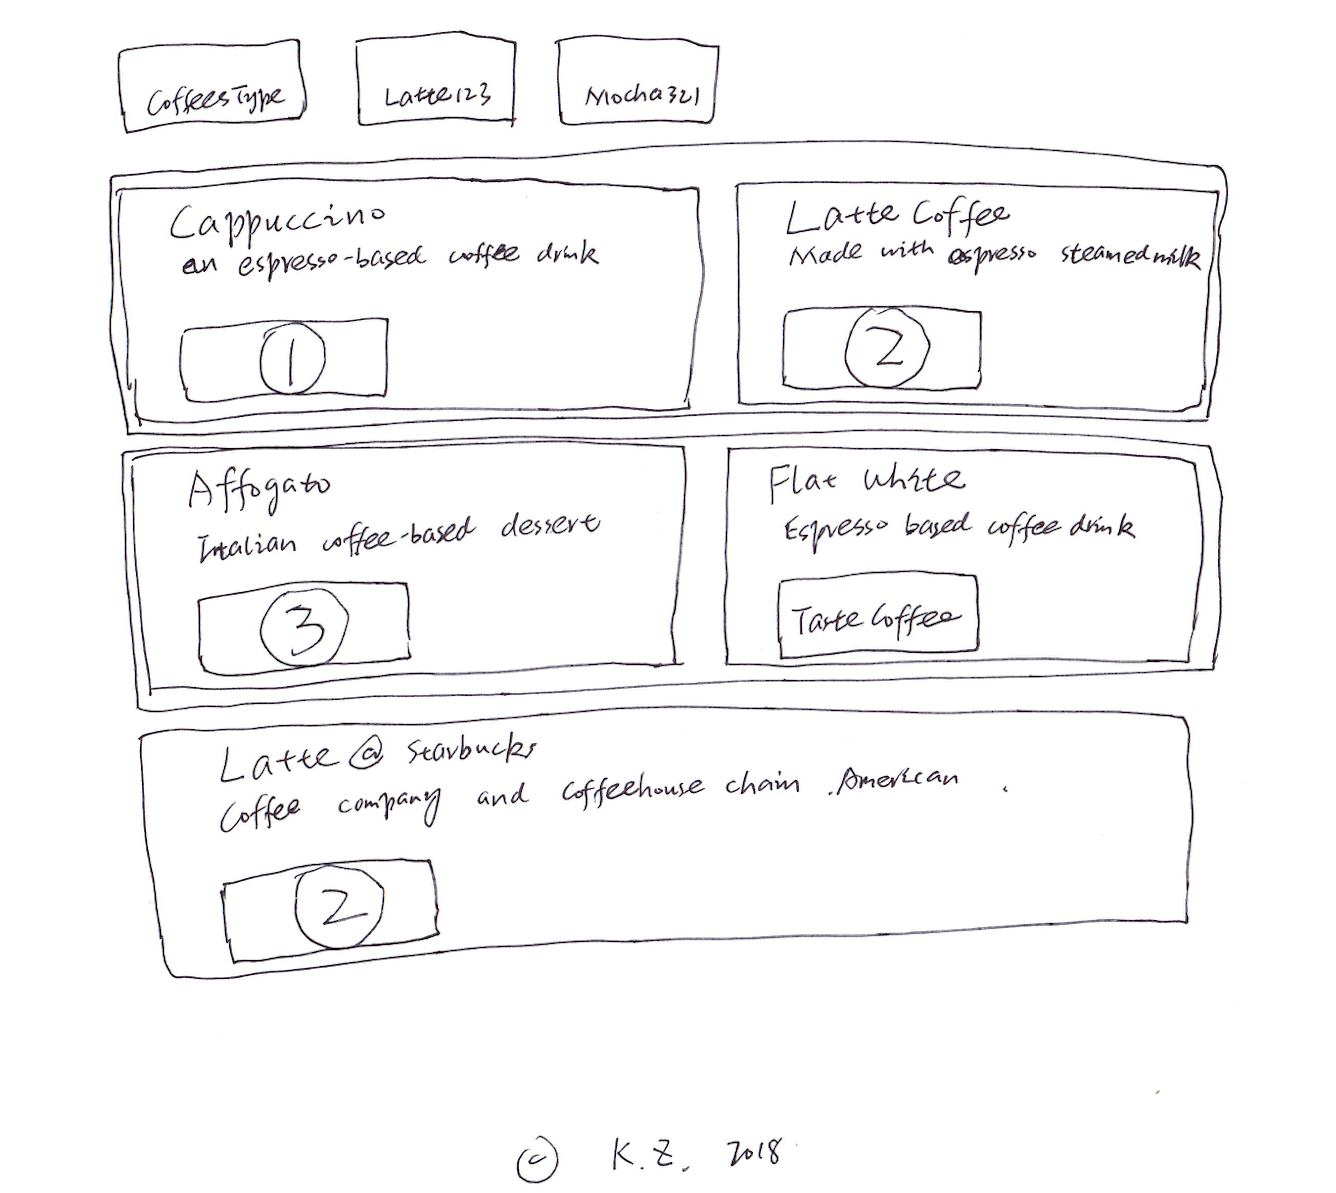 CoffeesType Latte123 Mocha321
Cappuccino
an espresso-based coffee drink
1
Latte Coffee
Made with espresso steamed milk
2
Affogato
Intalian coffee-based dessert
3
Flat White
Espresso based coffee drink
Taste Coffee
Latte @ Starbucks
Coffee company and coffeehouse chain . American .
2
© K.Z. 2018